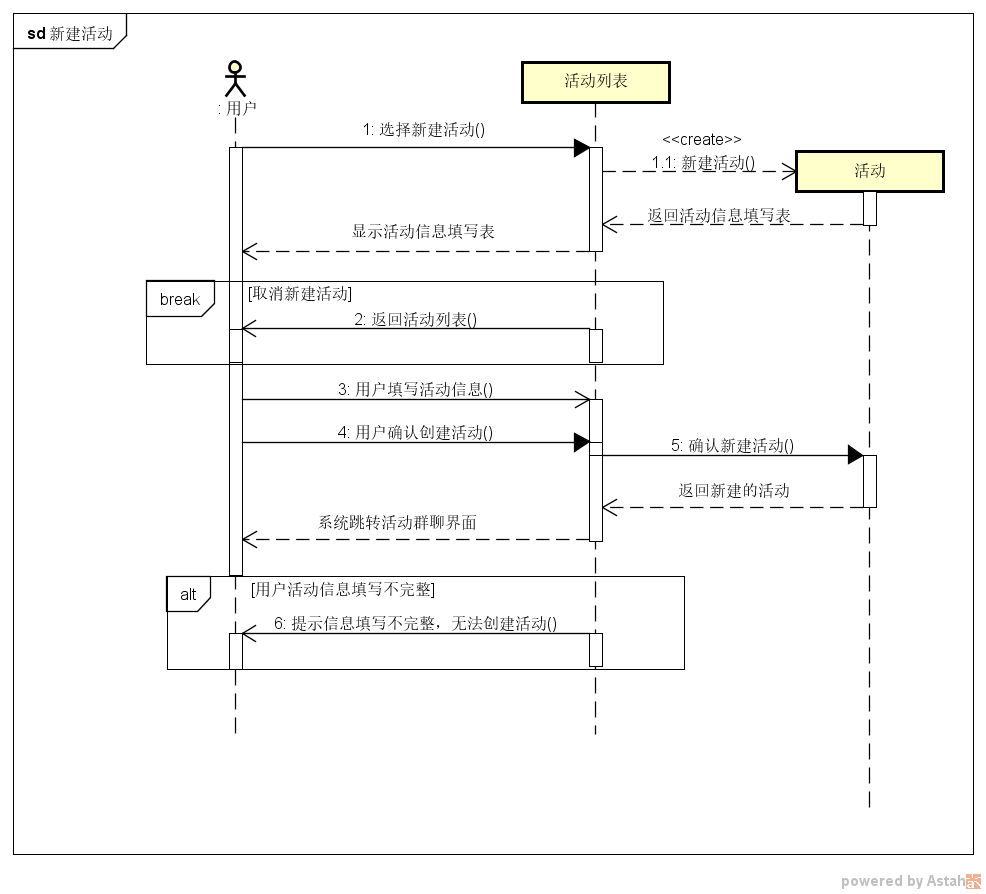 sd 新建活动
: 用户
活动列表
1: 选择新建活动()
<<create>>
1.1: 新建活动()
活动
返回活动信息填写表
显示活动信息填写表
break
[取消新建活动]
2: 返回活动列表()
3: 用户填写活动信息()
4: 用户确认创建活动()
5: 确认新建活动()
返回新建的活动
系统跳转活动群聊界面
alt
[用户活动信息填写不完整]
6: 提示信息填写不完整，无法创建活动()
powered by Astah